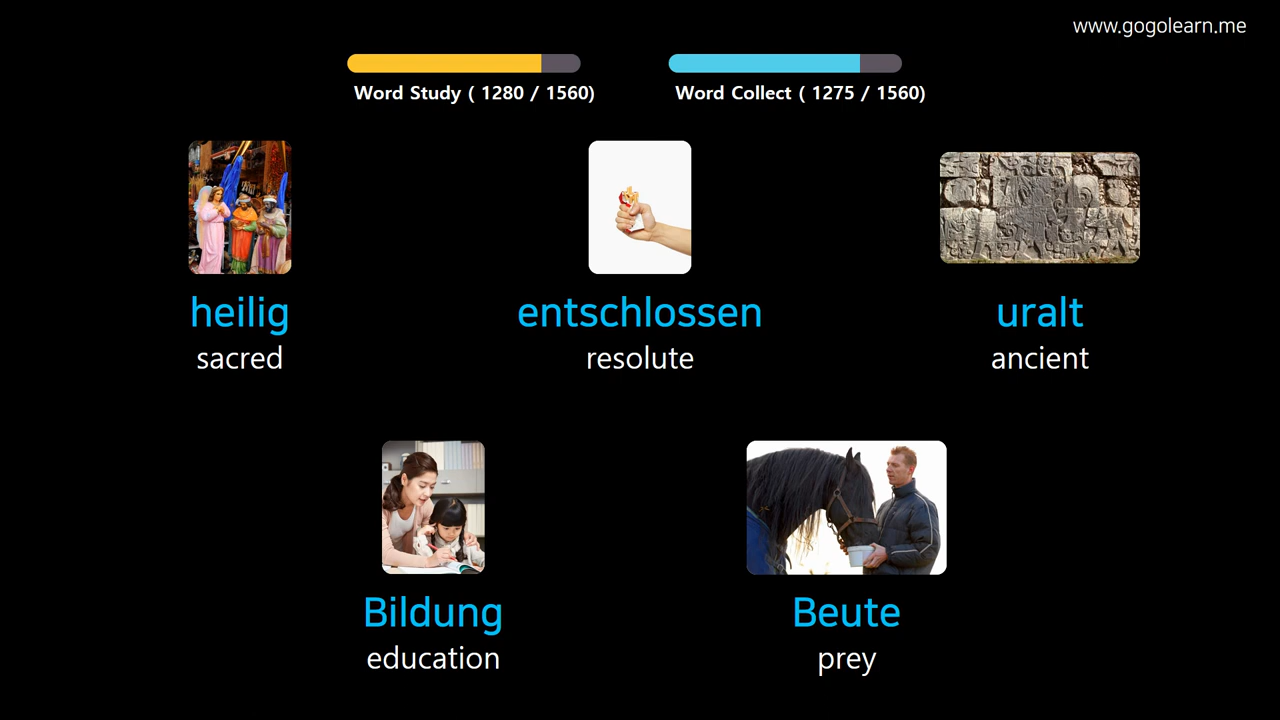 www.gogolearn.me
Word Study ( 1280 / 1560)
Word Collect ( 1275 / 1560)
heilig
sacred
entschlossen
resolute
uralt
ancient
Bildung
education
Beute
prey